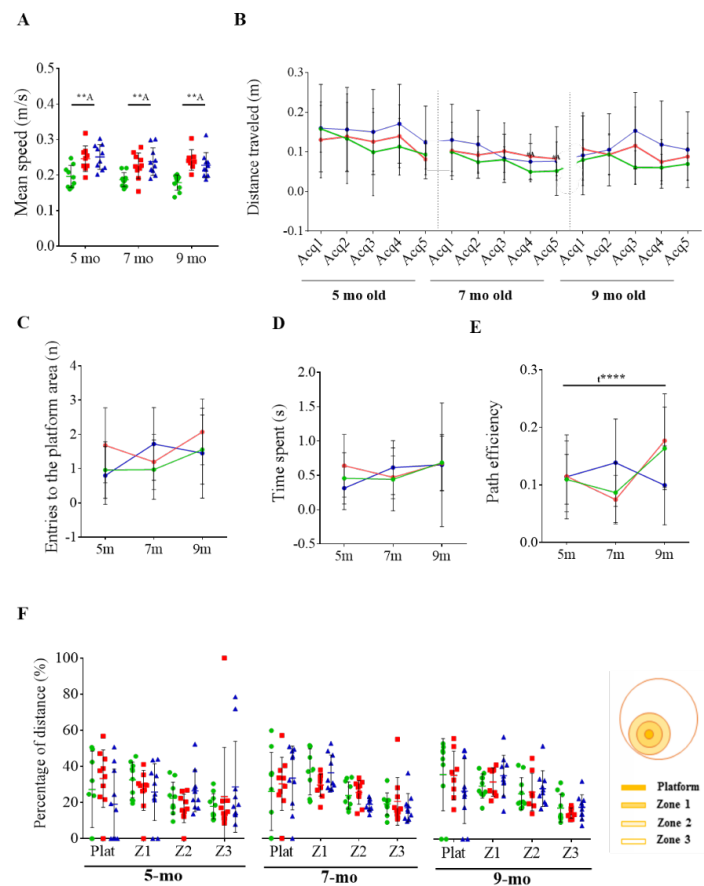 A
B
Mean speed (m/s)
0.5
0.4
0.3
0.2
0.1
0.0
**A
**A
**A
5 mo
7 mo
9 mo
Distance traveled (m)
0.3
0.2
0.1
0.0
-0.1
Acq1
Acq2
Acq3
Acq4
Acq5
Acq1
Acq2
Acq3
Acq4
Acq5
Acq1
Acq2
Acq3
Acq4
Acq5
5 mo old
7 mo old
9 mo old
C
D
E
Entries to the platform area (n)
4
3
2
1
0
-1
5m
7m
9m
Time spent (s)
2.0
1.5
1.0
0.5
0.0
-0.5
5m
7m
9m
Path efficiency
0.3
0.2
0.1
0.0
t****
5m
7m
9m
F
Percentage of distance (%)
100
80
60
40
20
0
Plat Z1 Z2 Z3
Plat Z1 Z2 Z3
Plat Z1 Z2 Z3
5-mo
7-mo
9-mo
Platform
Zone 1
Zone 2
Zone 3